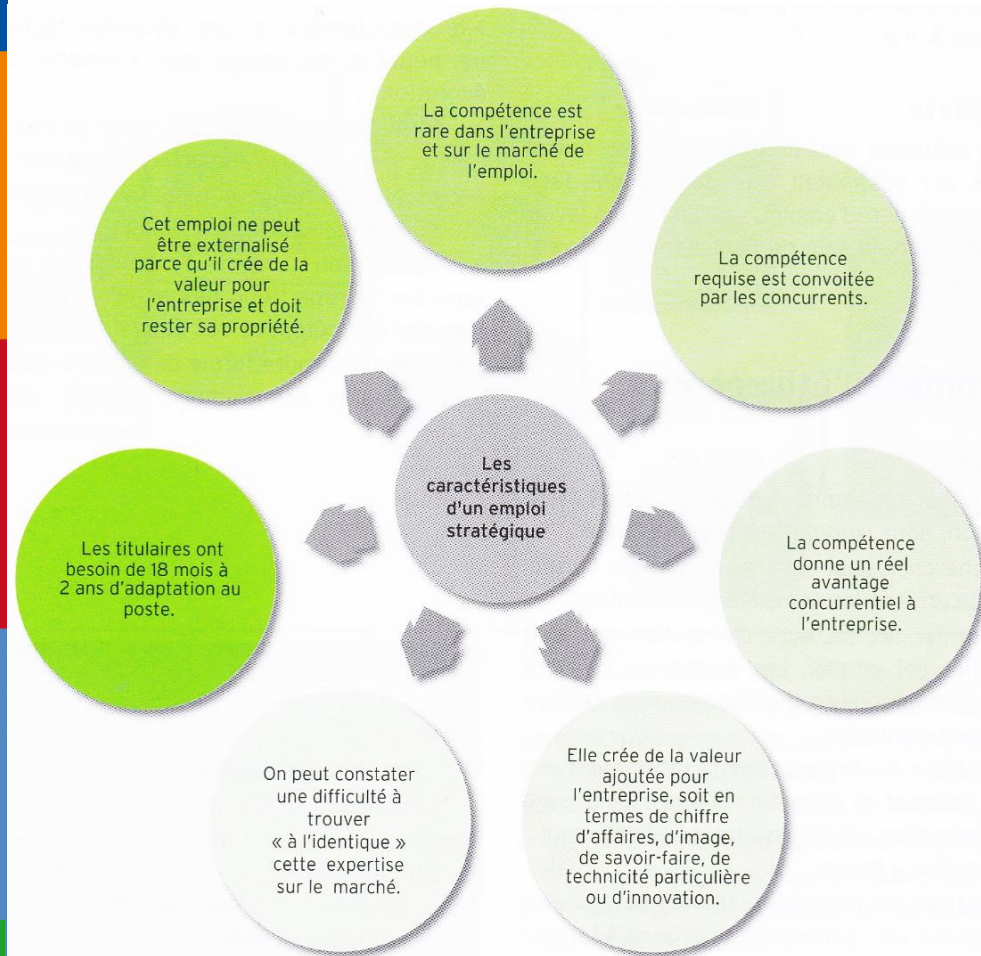 La compétence est
rare dans l'entreprise
et sur le marché de
l'emploi.
La compétence
requise est convoitée
par les concurrents.
La compétence
donne un réel
avantage
concurrentiel à
l'entreprise.
Elle crée de la valeur
ajoutée pour
l'entreprise, soit en
termes de chiffre
d'affaires, d'image,
de savoir-faire, de
technicité particulière
ou d'innovation.
On peut constater
une difficulté à
trouver
« à l'identique »
cette expertise
sur le marché.
Les titulaires ont
besoin de 18 mois à
2 ans d'adaptation au
poste.
Cet emploi ne peut
être externalisé
parce qu'il crée de la
valeur pour
l'entreprise et doit
rester sa propriété.
Les
caractéristiques
d'un emploi
stratégique